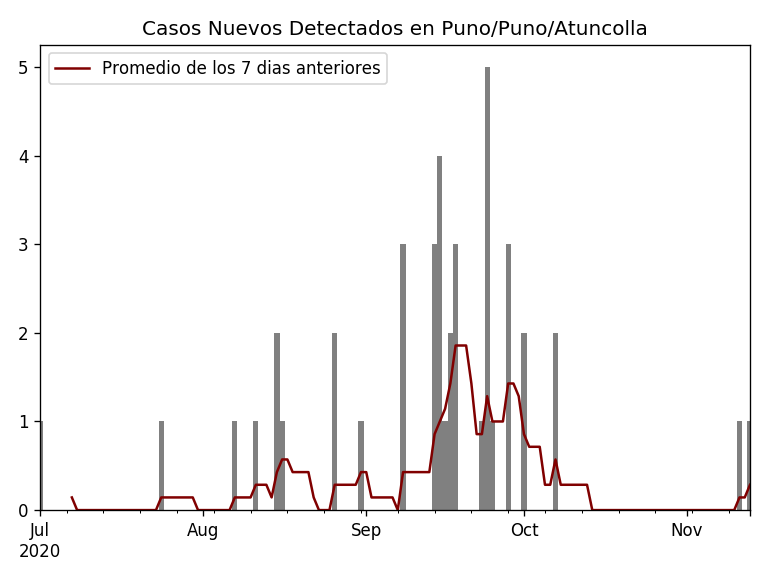 Casos Nuevos Detectados en Puno/Puno/Atuncolla
Promedio de los 7 dias anteriores
5
4
3
2
1
0
Jul Aug Sep Oct Nov
2020